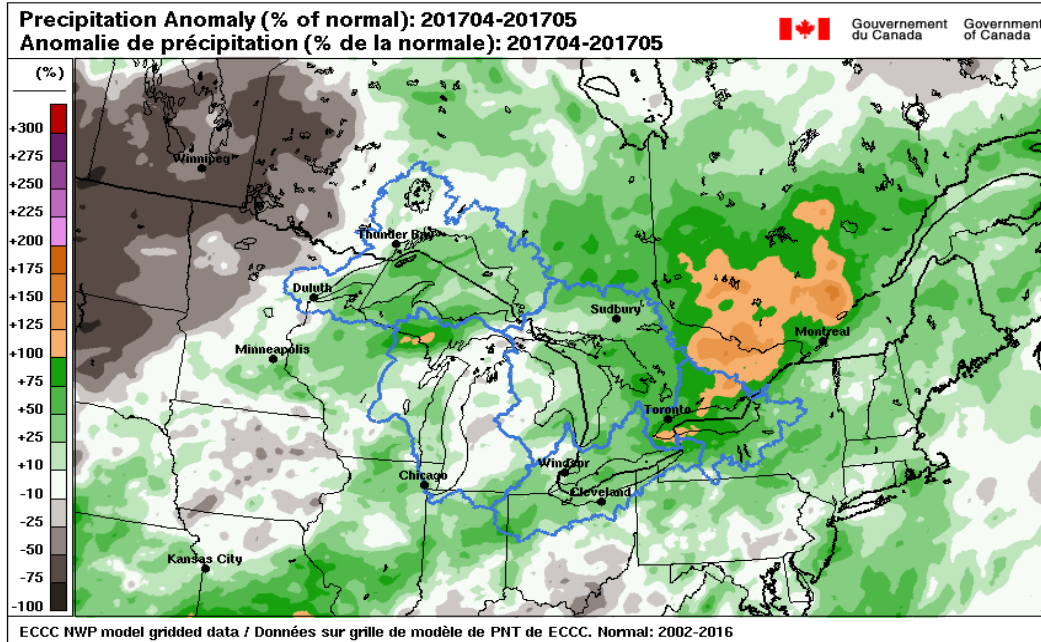 Precipitation Anomaly (% of normal): 201704-201705
Anomalie de précipitation (% de la normale): 201704-201705
Gouvernement du Canada
Government of Canada
(%)
+300
+275
+250
+225
+200
+175
+150
+125
+100
+75
+50
+25
+10
-10
-25
-50
-75
-100
Winnipeg
Thunder Bay
Duluth
Sudbury
Montreal
Minneapolis
Toronto
Windsor
Chicago
Cleveland
Kansas City
ECCC NWP model gridded data / Données sur grille de modèle de PNT de ECCC. Normal: 2002-2016